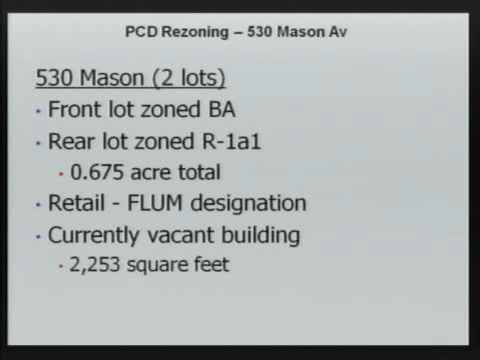 PCD Rezoning – 530 Mason Av
530 Mason (2 lots)
• Front lot zoned BA
• Rear lot zoned R-1a1
• 0.675 acre total
• Retail - FLUM designation
• Currently vacant building
• 2,253 square feet